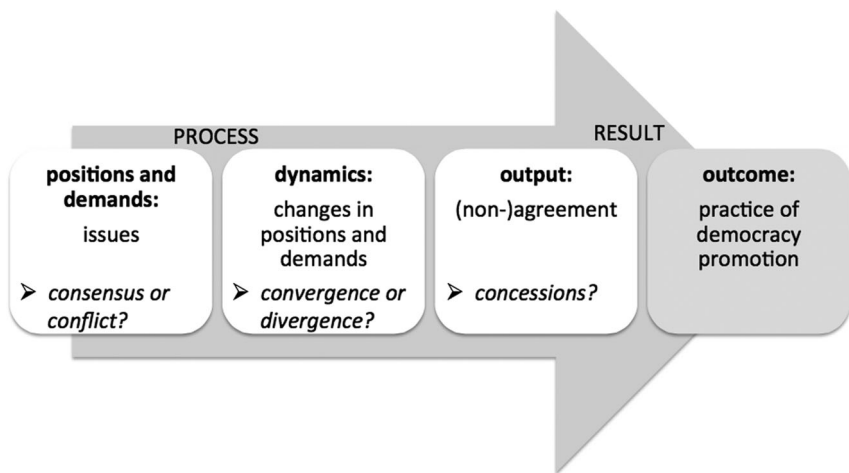 PROCESS
RESULT
positions and
demands:
issues
➢ consensus or
conflict?
dynamics:
changes in
positions and
demands
➢ convergence or
divergence?
output:
(non-)agreement
➢ concessions?
outcome:
practice of
democracy
promotion